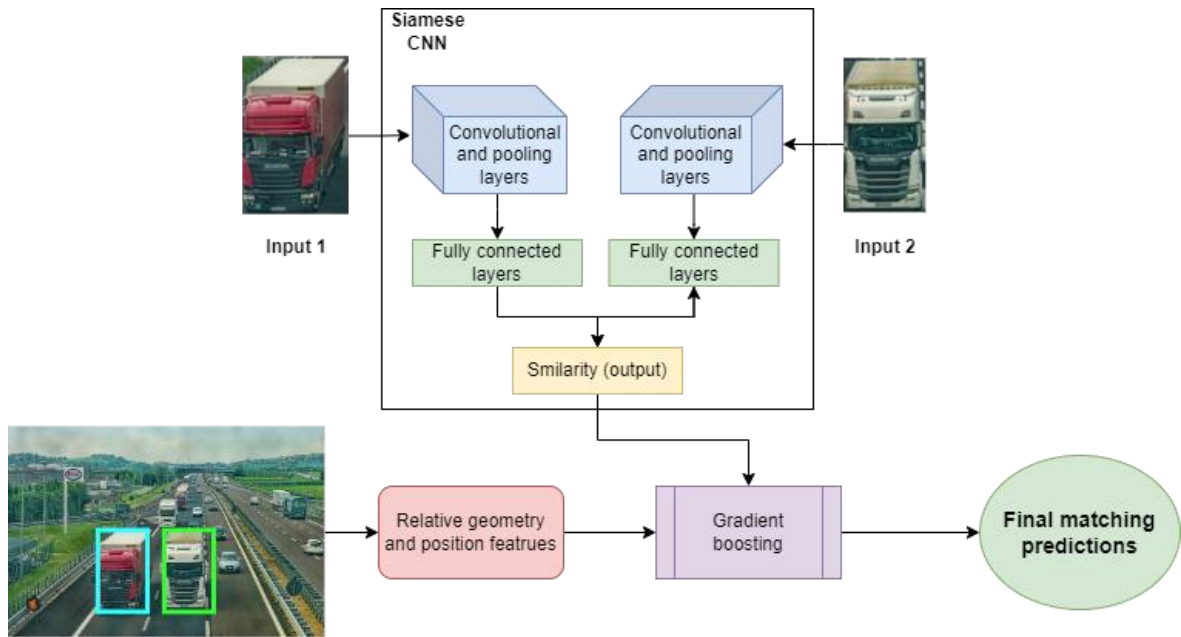 Siamese
CNN
Convolutional
and pooling
layers
Convolutional
and pooling
layers
Input 1
Input 2
Fully connected
layers
Fully connected
layers
Smilarity (output)
Relative geometry
and position featrues
Gradient
boosting
Final matching
predictions